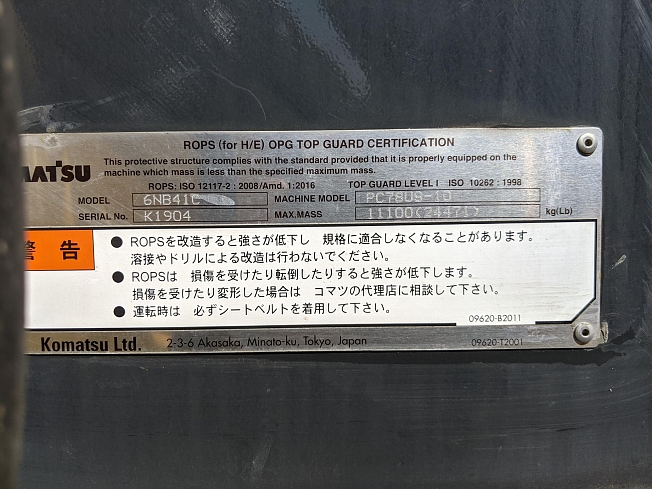 ROPS (for H/E) OPG TOP GUARD CERTIFICATION
MATSU
This protective structure complies with the standard provided that it is properly equipped on the
machine which mass is less than the specified maximum mass.
ROPS: ISO 12117-2 : 2008/Amd. 1:2016 TOP GUARD LEVEL I ISO 10262 : 1998
MODEL 6NB41C MACHINE MODEL PC78US-10
SERIAL No. K1904 MAX.MASS 11100(24471) kg(Lb)
警告
● ROPSを改造すると強さが低下し 規格に適合しなくなることがあります。
溶接やドリルによる改造は行わないでください。
● ROPSは 損傷を受けたり転倒したりすると強さが低下します。
損傷を受けたり変形した場合は コマツの代理店に相談して下さい。
● 運転時は 必ずシートベルトを着用して下さい。
09620-B2011
Komatsu Ltd. 2-3-6 Akasaka, Minato-ku, Tokyo, Japan 09620-T2001